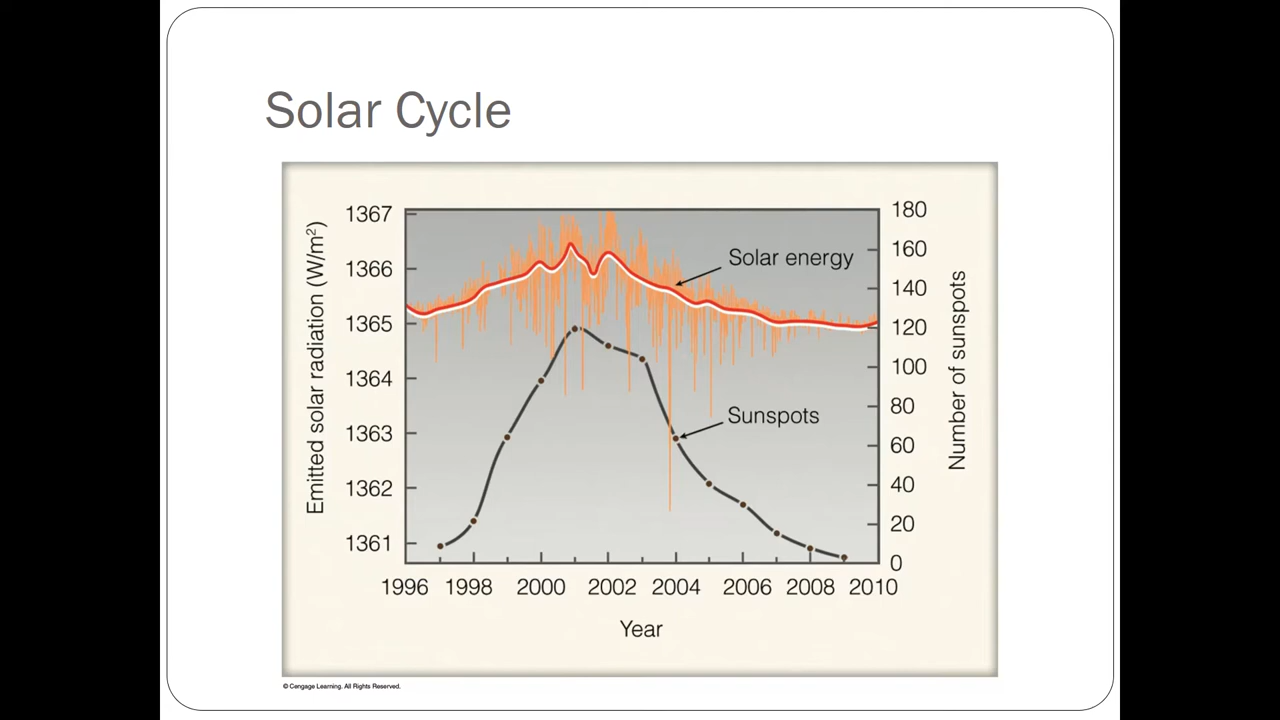 Solar Cycle
1367
1366
1365
1364
1363
1362
1361
Emitted solar radiation (W/m²)
Solar energy
Sunspots
180
160
140
120
100
80
60
40
20
0
Number of sunspots
1996 1998 2000 2002 2004 2006 2008 2010
Year
© Cengage Learning. All Rights Reserved.